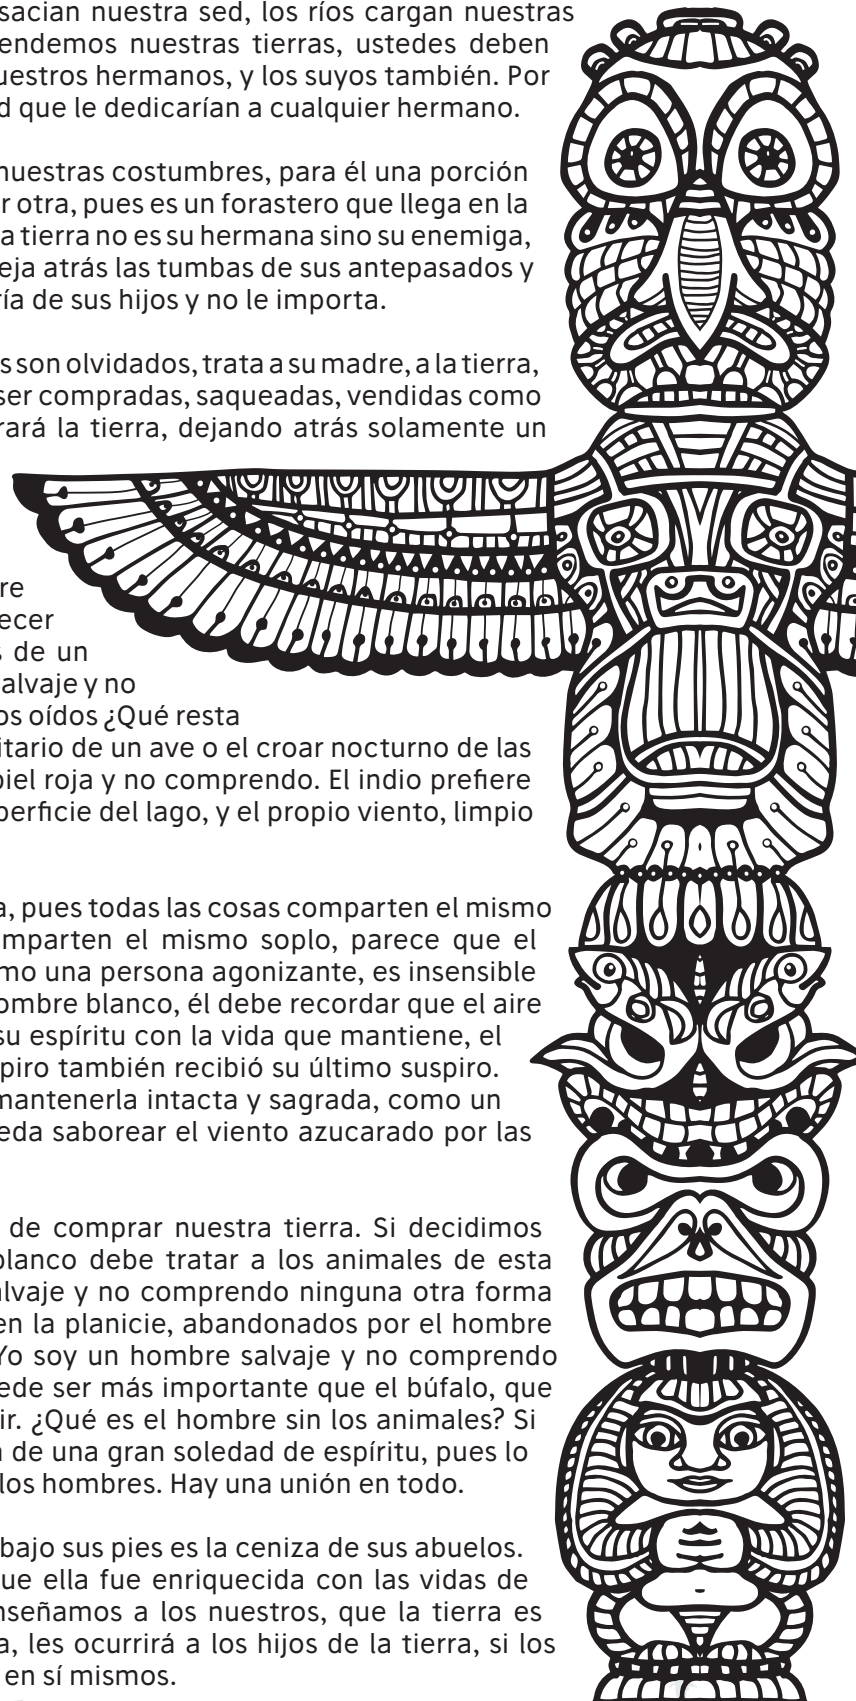 sacian nuestra sed, los ríos cargan nuestras
endemos nuestras tierras, ustedes deben
uestros hermanos, y los suyos también. Por
d que le dedicarían a cualquier hermano.
nuestras costumbres, para él una porción
r otra, pues es un forastero que llega en la
a tierra no es su hermana sino su enemiga,
eja atrás las tumbas de sus antepasados y
ría de sus hijos y no le importa.
s son olvidados, trata a su madre, a la tierra,
ser compradas, saqueadas, vendidas como
rará la tierra, dejando atrás solamente un
re
ecer
s de un
alvaje y no
os oídos ¿Qué resta
itario de un ave o el croar nocturno de las
piel roja y no comprendo. El indio prefiere
perficie del lago, y el propio viento, limpio
a, pues todas las cosas comparten el mismo
mparten el mismo soplo, parece que el
mo una persona agonizante, es insensible
ombre blanco, él debe recordar que el aire
su espíritu con la vida que mantiene, el
piro también recibió su último suspiro.
mantenerla intacta y sagrada, como un
eda saborear el viento azucarado por las
de comprar nuestra tierra. Si decidimos
blanco debe tratar a los animales de esta
alvaje y no comprendo ninguna otra forma
en la planicie, abandonados por el hombre
Yo soy un hombre salvaje y no comprendo
ede ser más importante que el búfalo, que
ir. ¿Qué es el hombre sin los animales? Si
a de una gran soledad de espíritu, pues lo
los hombres. Hay una unión en todo.
bajo sus pies es la ceniza de sus abuelos.
ue ella fue enriquecida con las vidas de
nseñamos a los nuestros, que la tierra es
a, les ocurrirá a los hijos de la tierra, si los
en sí mismos.